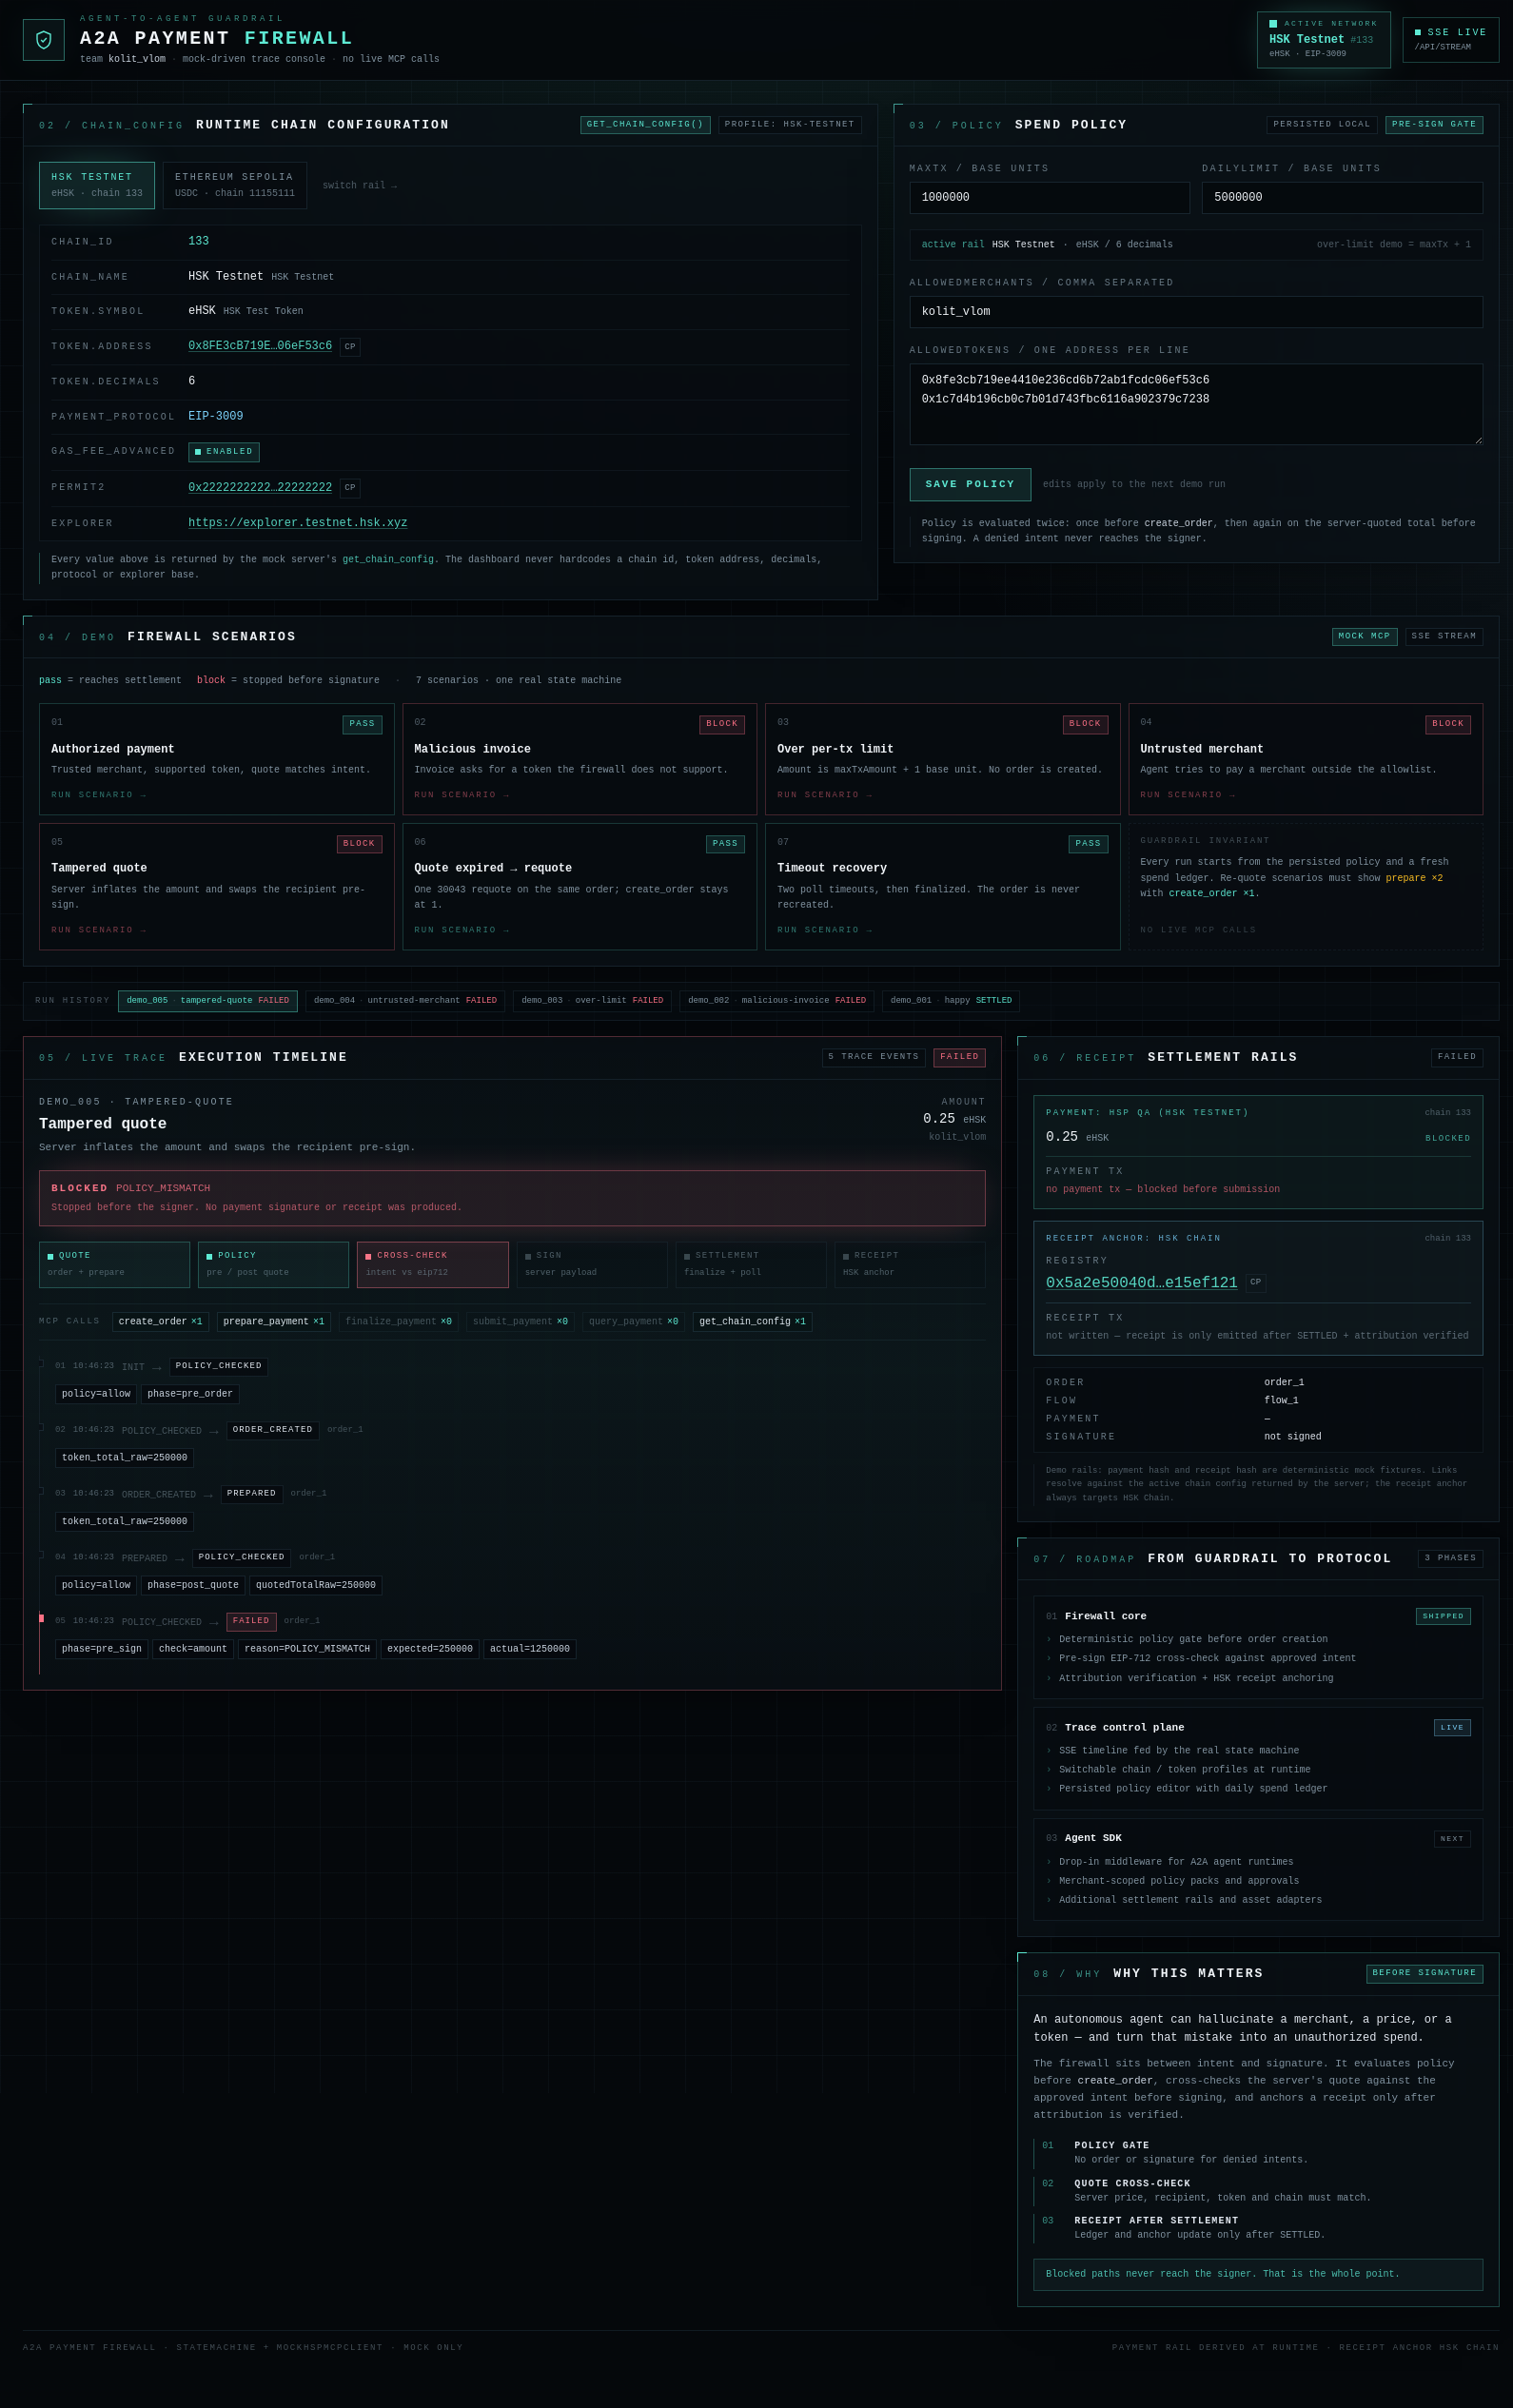 AGENT-TO-AGENT GUARDRAIL
A2A PAYMENT FIREWALL
team kolit_vlom · mock-driven trace console · no live MCP calls
ACTIVE NETWORK
HSK Testnet #133
eHSK · EIP-3009
SSE LIVE
/API/STREAM
02 / CHAIN_CONFIG RUNTIME CHAIN CONFIGURATION
GET_CHAIN_CONFIG() PROFILE: HSK-TESTNET
HSK TESTNET
eHSK · chain 133
ETHEREUM SEPOLIA
USDC · chain 11155111
switch rail →
CHAIN_ID 133
CHAIN_NAME HSK Testnet HSK Testnet
TOKEN.SYMBOL eHSK HSK Test Token
TOKEN.ADDRESS 0x8FE3cB719E…06eF53c6 CP
TOKEN.DECIMALS 6
PAYMENT_PROTOCOL EIP-3009
GAS_FEE_ADVANCED ENABLED
PERMIT2 0x2222222222…22222222 CP
EXPLORER https://explorer.testnet.hsk.xyz
Every value above is returned by the mock server's get_chain_config. The dashboard never hardcodes a chain id, token address, decimals,
protocol or explorer base.
03 / POLICY SPEND POLICY
PERSISTED LOCAL PRE-SIGN GATE
MAXTX / BASE UNITS
1000000
DAILYLIMIT / BASE UNITS
5000000
active rail HSK Testnet · eHSK / 6 decimals over-limit demo = maxTx + 1
ALLOWEDMERCHANTS / COMMA SEPARATED
kolit_vlom
ALLOWEDTOKENS / ONE ADDRESS PER LINE
0x8fe3cb719ee4410e236cd6b72ab1fcdc06ef53c6
0x1c7d4b196cb0c7b01d743fbc6116a902379c7238
SAVE POLICY edits apply to the next demo run
Policy is evaluated twice: once before create_order, then again on the server-quoted total before
signing. A denied intent never reaches the signer.
04 / DEMO FIREWALL SCENARIOS
MOCK MCP SSE STREAM
pass = reaches settlement block = stopped before signature · 7 scenarios · one real state machine
01 PASS
Authorized payment
Trusted merchant, supported token, quote matches intent.
RUN SCENARIO →
02 BLOCK
Malicious invoice
Invoice asks for a token the firewall does not support.
RUN SCENARIO →
03 BLOCK
Over per-tx limit
Amount is maxTxAmount + 1 base unit. No order is created.
RUN SCENARIO →
04 BLOCK
Untrusted merchant
Agent tries to pay a merchant outside the allowlist.
RUN SCENARIO →
05 BLOCK
Tampered quote
Server inflates the amount and swaps the recipient pre-
sign.
RUN SCENARIO →
06 PASS
Quote expired → requote
One 30043 requote on the same order; create_order stays
at 1.
RUN SCENARIO →
07 PASS
Timeout recovery
Two poll timeouts, then finalized. The order is never
recreated.
RUN SCENARIO →
GUARDRAIL INVARIANT
Every run starts from the persisted policy and a fresh
spend ledger. Re-quote scenarios must show prepare ×2
with create_order ×1.
NO LIVE MCP CALLS
RUN HISTORY demo_005 · tampered-quote FAILED demo_004 · untrusted-merchant FAILED demo_003 · over-limit FAILED demo_002 · malicious-invoice FAILED demo_001 · happy SETTLED
05 / LIVE TRACE EXECUTION TIMELINE
5 TRACE EVENTS FAILED
DEMO_005 · TAMPERED-QUOTE
Tampered quote
Server inflates the amount and swaps the recipient pre-sign.
AMOUNT
0.25 eHSK
kolit_vlom
BLOCKED POLICY_MISMATCH
Stopped before the signer. No payment signature or receipt was produced.
QUOTE
order + prepare
POLICY
pre / post quote
CROSS-CHECK
intent vs eip712
SIGN
server payload
SETTLEMENT
finalize + poll
RECEIPT
HSK anchor
MCP CALLS create_order ×1 prepare_payment ×1 finalize_payment ×0 submit_payment ×0 query_payment ×0 get_chain_config ×1
01 10:46:23 INIT → POLICY_CHECKED
policy=allow phase=pre_order
02 10:46:23 POLICY_CHECKED → ORDER_CREATED order_1
token_total_raw=250000
03 10:46:23 ORDER_CREATED → PREPARED order_1
token_total_raw=250000
04 10:46:23 PREPARED → POLICY_CHECKED order_1
policy=allow phase=post_quote quotedTotalRaw=250000
05 10:46:23 POLICY_CHECKED → FAILED order_1
phase=pre_sign check=amount reason=POLICY_MISMATCH expected=250000 actual=1250000
06 / RECEIPT SETTLEMENT RAILS
FAILED
PAYMENT: HSP QA (HSK TESTNET) chain 133
0.25 eHSK BLOCKED
PAYMENT TX
no payment tx — blocked before submission
RECEIPT ANCHOR: HSK CHAIN chain 133
REGISTRY
0x5a2e50040d…e15ef121 CP
RECEIPT TX
not written — receipt is only emitted after SETTLED + attribution verified
ORDER order_1
FLOW flow_1
PAYMENT —
SIGNATURE not signed
Demo rails: payment hash and receipt hash are deterministic mock fixtures. Links
resolve against the active chain config returned by the server; the receipt anchor
always targets HSK Chain.
07 / ROADMAP FROM GUARDRAIL TO PROTOCOL
3 PHASES
01 Firewall core SHIPPED
› Deterministic policy gate before order creation
› Pre-sign EIP-712 cross-check against approved intent
› Attribution verification + HSK receipt anchoring
02 Trace control plane LIVE
› SSE timeline fed by the real state machine
› Switchable chain / token profiles at runtime
› Persisted policy editor with daily spend ledger
03 Agent SDK NEXT
› Drop-in middleware for A2A agent runtimes
› Merchant-scoped policy packs and approvals
› Additional settlement rails and asset adapters
08 / WHY WHY THIS MATTERS
BEFORE SIGNATURE
An autonomous agent can hallucinate a merchant, a price, or a
token — and turn that mistake into an unauthorized spend.
The firewall sits between intent and signature. It evaluates policy
before create_order, cross-checks the server's quote against the
approved intent before signing, and anchors a receipt only after
attribution is verified.
01 POLICY GATE
No order or signature for denied intents.
02 QUOTE CROSS-CHECK
Server price, recipient, token and chain must match.
03 RECEIPT AFTER SETTLEMENT
Ledger and anchor update only after SETTLED.
Blocked paths never reach the signer. That is the whole point.
A2A PAYMENT FIREWALL · STATEMACHINE + MOCKHSPMCPCLIENT · MOCK ONLY
PAYMENT RAIL DERIVED AT RUNTIME · RECEIPT ANCHOR HSK CHAIN